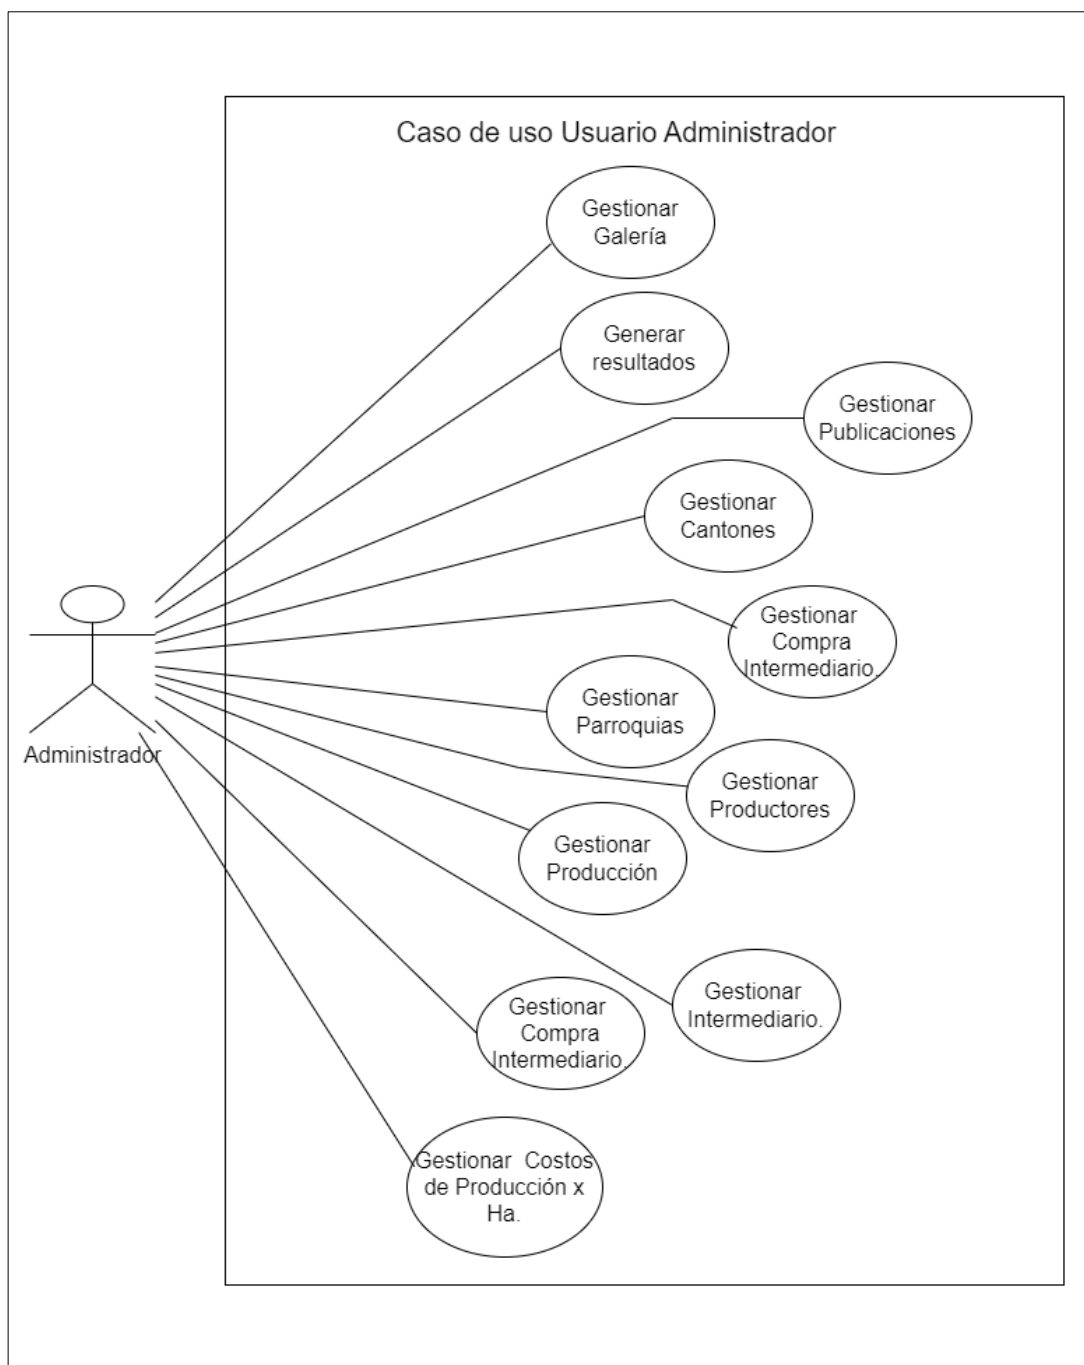 Caso de uso Usuario Administrador
Gestionar
Galería
Generar
resultados
Gestionar
Publicaciones
Gestionar
Cantones
Gestionar
Compra
Intermediario.
Gestionar
Parroquias
Administrador
Gestionar
Productores
Gestionar
Producción
Gestionar
Intermediario.
Gestionar
Compra
Intermediario.
Gestionar Costos
de Producción x
Ha.